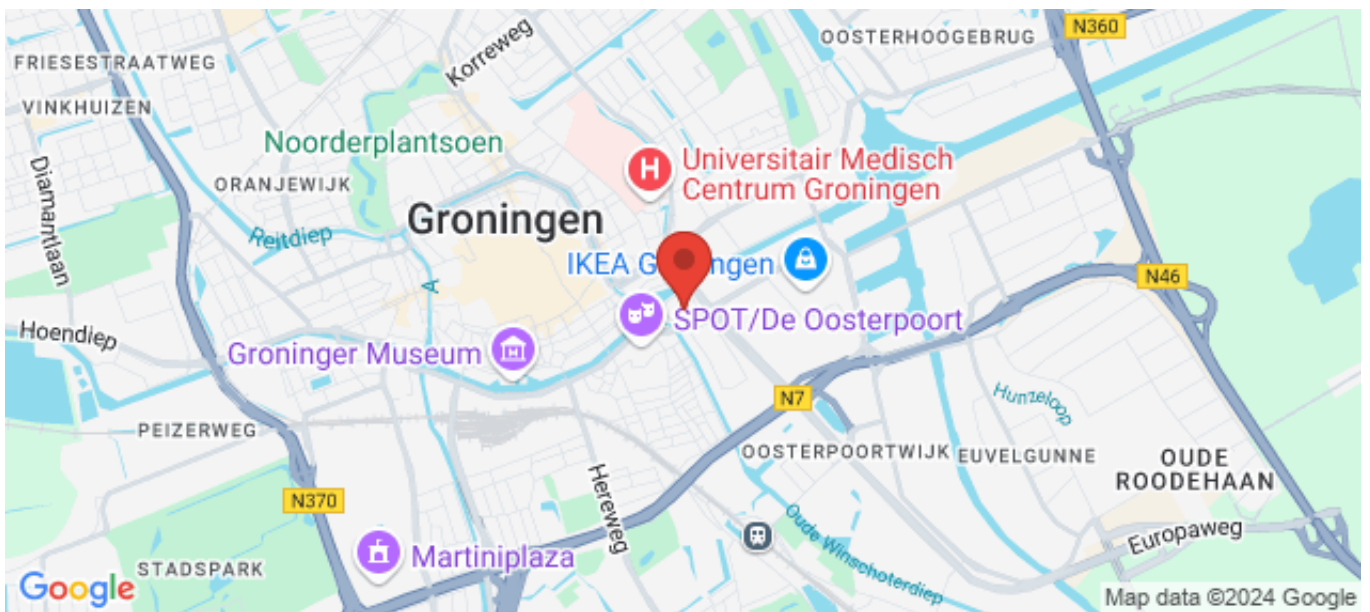 N360
OOSTERHOOGEBRUG
Korreweg
FRIESESTRAATWEG
VINKHUIZEN
Noorderplantsoen
Universitair Medisch
Centrum Groningen
Diamantlaan
ORANJEWIJK
Groningen
Reitdiep
IKEA Groningen
A
N46
SPOT/De Oosterpoort
Hoendiep
Groninger Museum
N7
Hunzeloop
PEIZERWEG
OOSTERPOORTWIJK
EUVELGUNNE
OUDE
ROODEHAAN
N370
Hereweg
Oude Winschoterdiep
Europaweg
Martiniplaza
STADSPARK
Google
Map data ©2024 Google